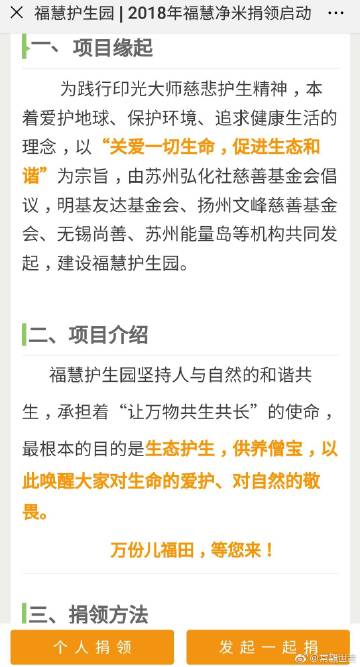 福慧护生园 | 2018年福慧净米捐领启动
一、项目缘起
为践行印光大师慈悲护生精神，本
着爱护地球、保护环境、追求健康生活的
理念，以“关爱一切生命，促进生态和
谐”为宗旨，由苏州弘化社慈善基金会倡
议，明基友达基金会、扬州文峰慈善基金
会、无锡尚善、苏州能量岛等机构共同发
起，建设福慧护生园。
二、项目介绍
福慧护生园坚持人与自然的和谐共
生，承担着“让万物共生共长”的使命，
最根本的目的是生态护生，供养僧宝，以
此唤醒大家对生命的爱护、对自然的敬
畏。
万份儿福田，等您来！
三、捐领方法
个人捐领
发起一起捐